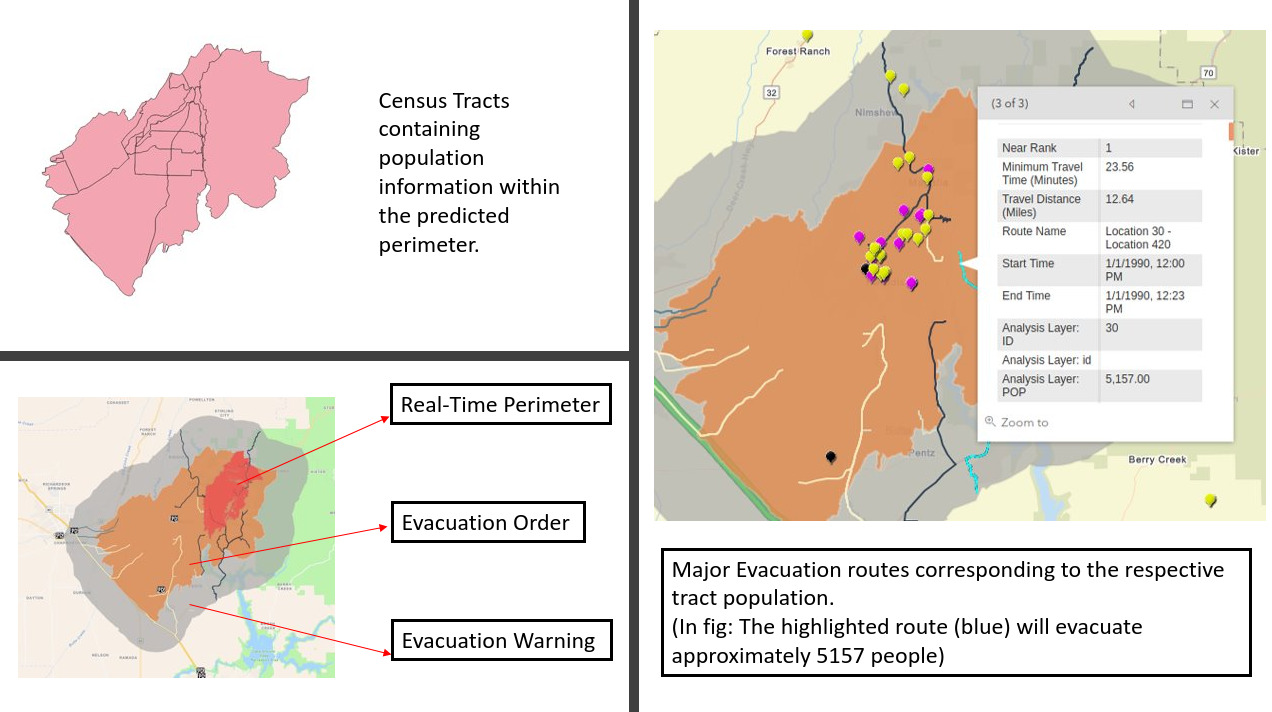 Census Tracts
containing
population
information within
the predicted
perimeter.
Real-Time Perimeter
Evacuation Order
Evacuation Warning
Forest Ranch
32
Nimshew
70
Kister
Pentz
Berry Creek
(3 of 3)
Near Rank 1
Minimum Travel 23.56
Time (Minutes)
Travel Distance 12.64
(Miles)
Route Name Location 30 -
Location 420
Start Time 1/1/1990, 12:00
PM
End Time 1/1/1990, 12:23
PM
Analysis Layer: 30
ID
Analysis Layer: id
Analysis Layer: 5,157.00
POP
Zoom to
Major Evacuation routes corresponding to the respective
tract population.
(In fig: The highlighted route (blue) will evacuate
approximately 5157 people)